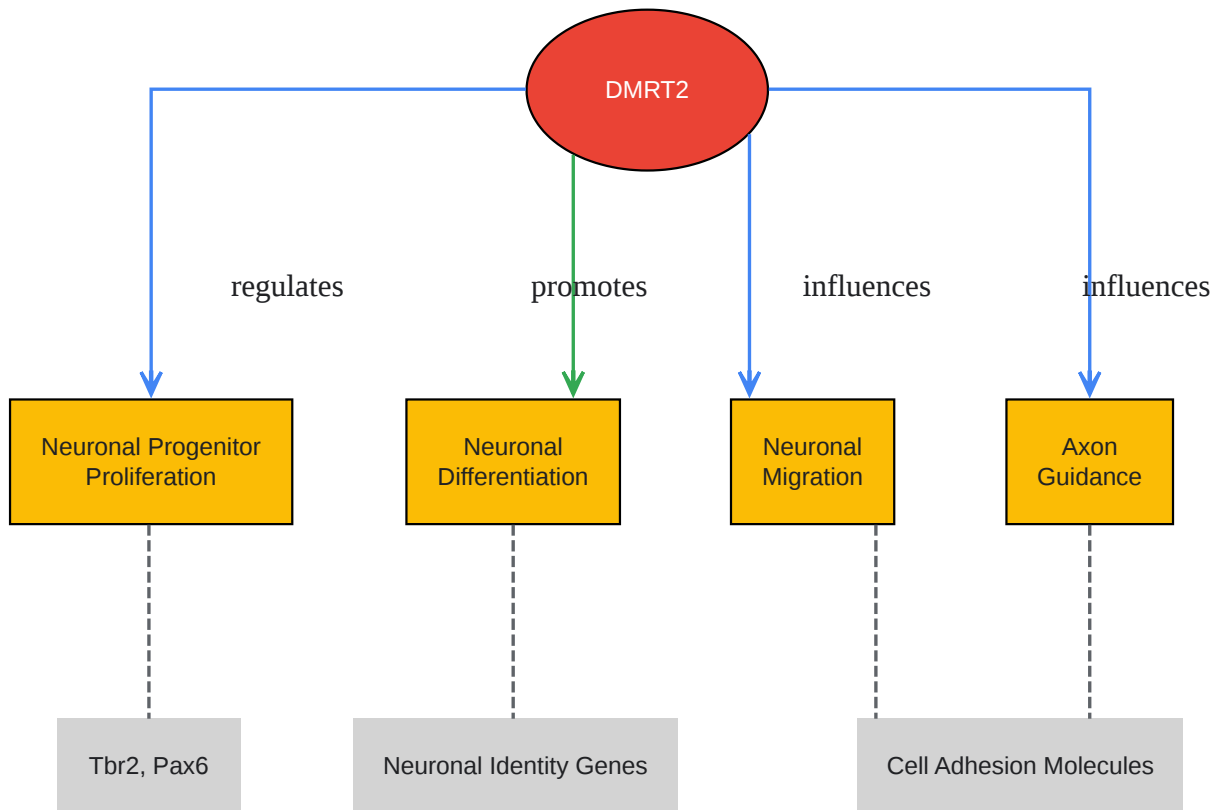 DMRT2
regulates
promotes
influences
influences
Neuronal Progenitor
Proliferation
Neuronal
Differentiation
Neuronal
Migration
Axon
Guidance
Tbr2, Pax6
Neuronal Identity Genes
Cell Adhesion Molecules